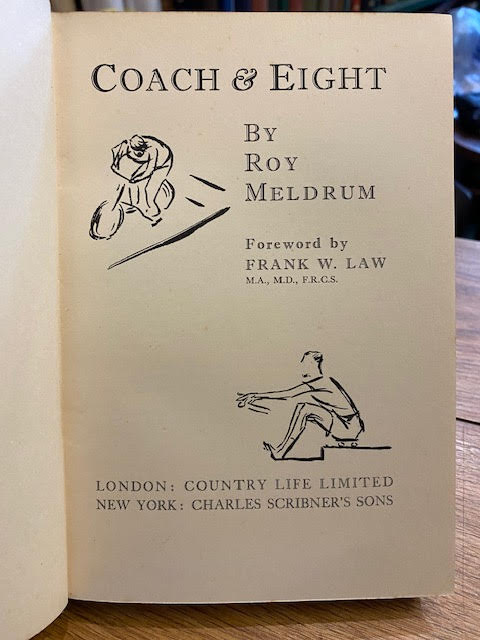 COACH & EIGHT
BY
ROY
MELDRUM
Foreword by
FRANK W. LAW
M.A., M.D., F.R.C.S.
LONDON: COUNTRY LIFE LIMITED
NEW YORK: CHARLES SCRIBNER'S SONS